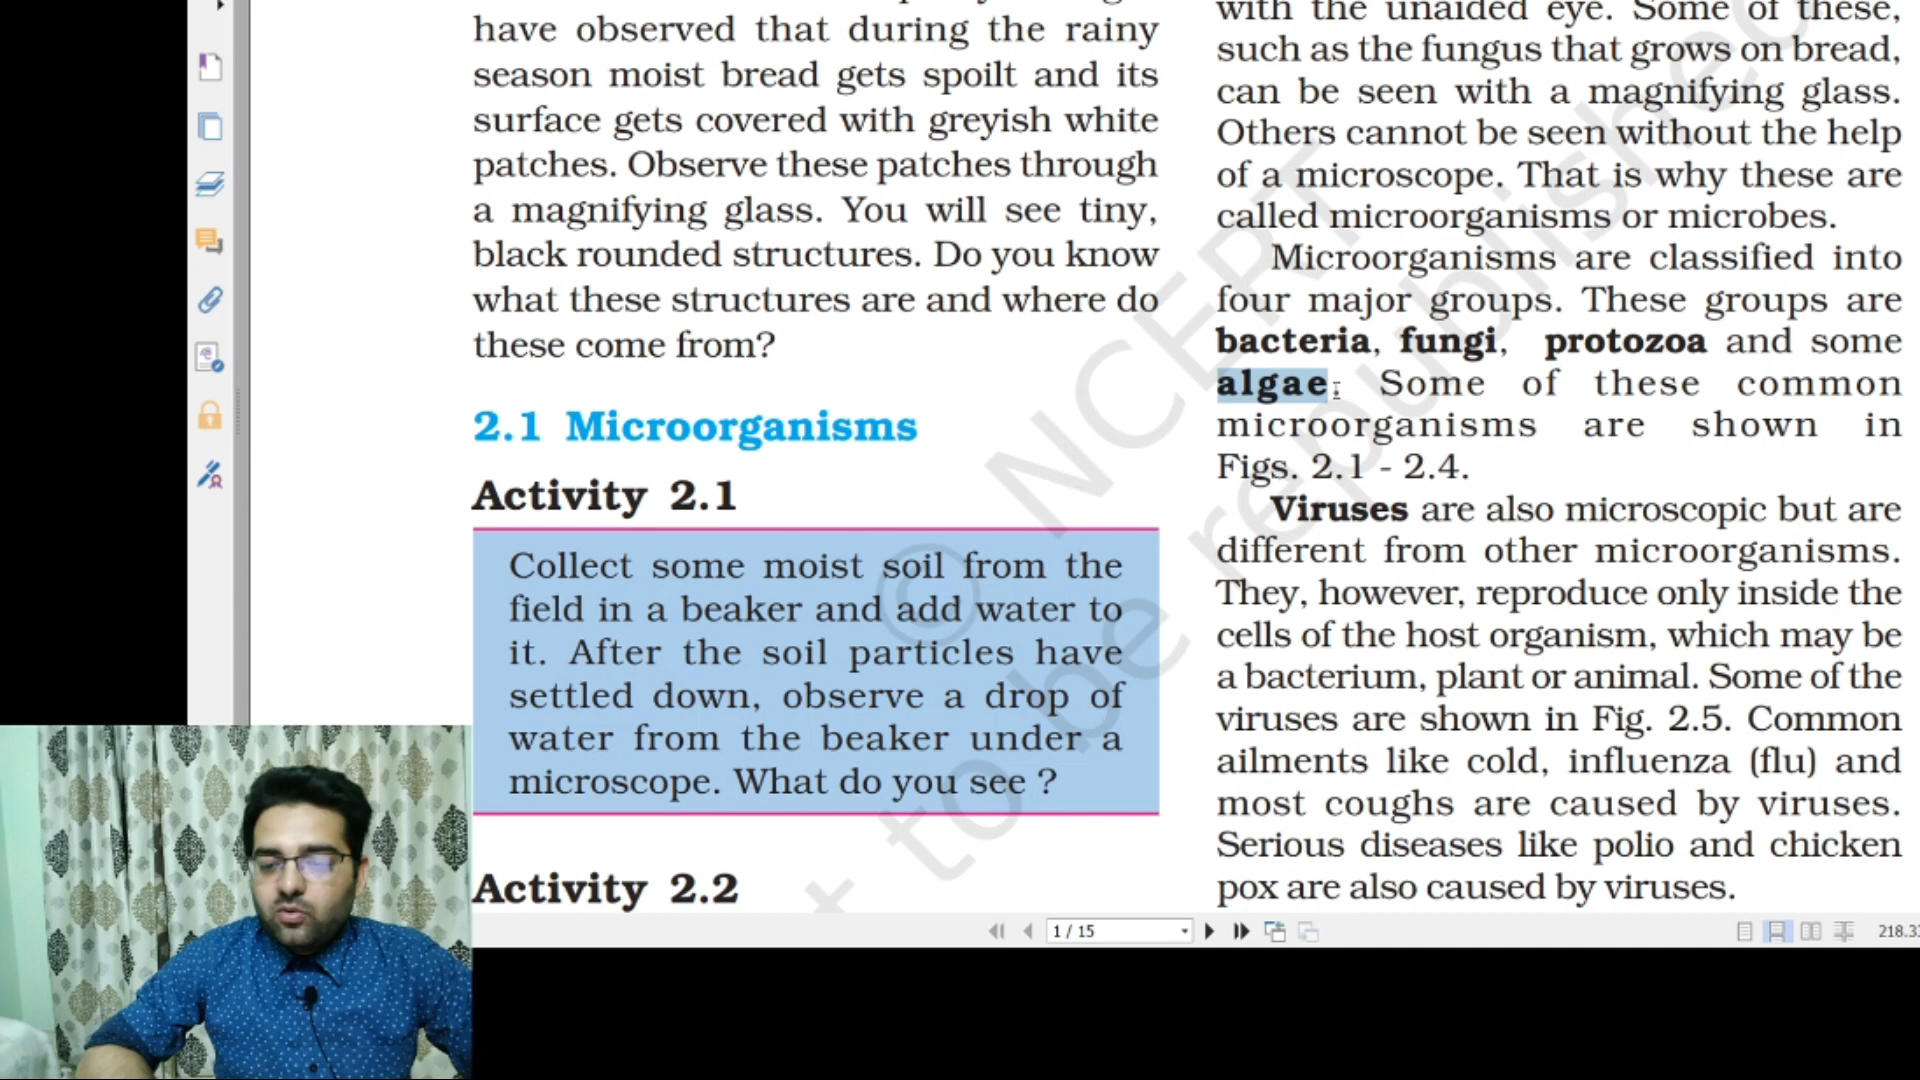 have observed that during the rainy
season moist bread gets spoilt and its
surface gets covered with greyish white
patches. Observe these patches through
a magnifying glass. You will see tiny,
black rounded structures. Do you know
what these structures are and where do
these come from?
2.1 Microorganisms
Activity 2.1
Collect some moist soil from the
field in a beaker and add water to
it. After the soil particles have
settled down, observe a drop of
water from the beaker under a
microscope. What do you see ?
Activity 2.2
with the unaided eye. Some of these,
such as the fungus that grows on bread,
can be seen with a magnifying glass.
Others cannot be seen without the help
of a microscope. That is why these are
called microorganisms or microbes.
Microorganisms are classified into
four major groups. These groups are
bacteria, fungi, protozoa and some
algae. Some of these common
microorganisms are shown in
Figs. 2.1 - 2.4.
Viruses are also microscopic but are
different from other microorganisms.
They, however, reproduce only inside the
cells of the host organism, which may be
a bacterium, plant or animal. Some of the
viruses are shown in Fig. 2.5. Common
ailments like cold, influenza (flu) and
most coughs are caused by viruses.
Serious diseases like polio and chicken
pox are also caused by viruses.
© NCERT
to be republished
1 / 15